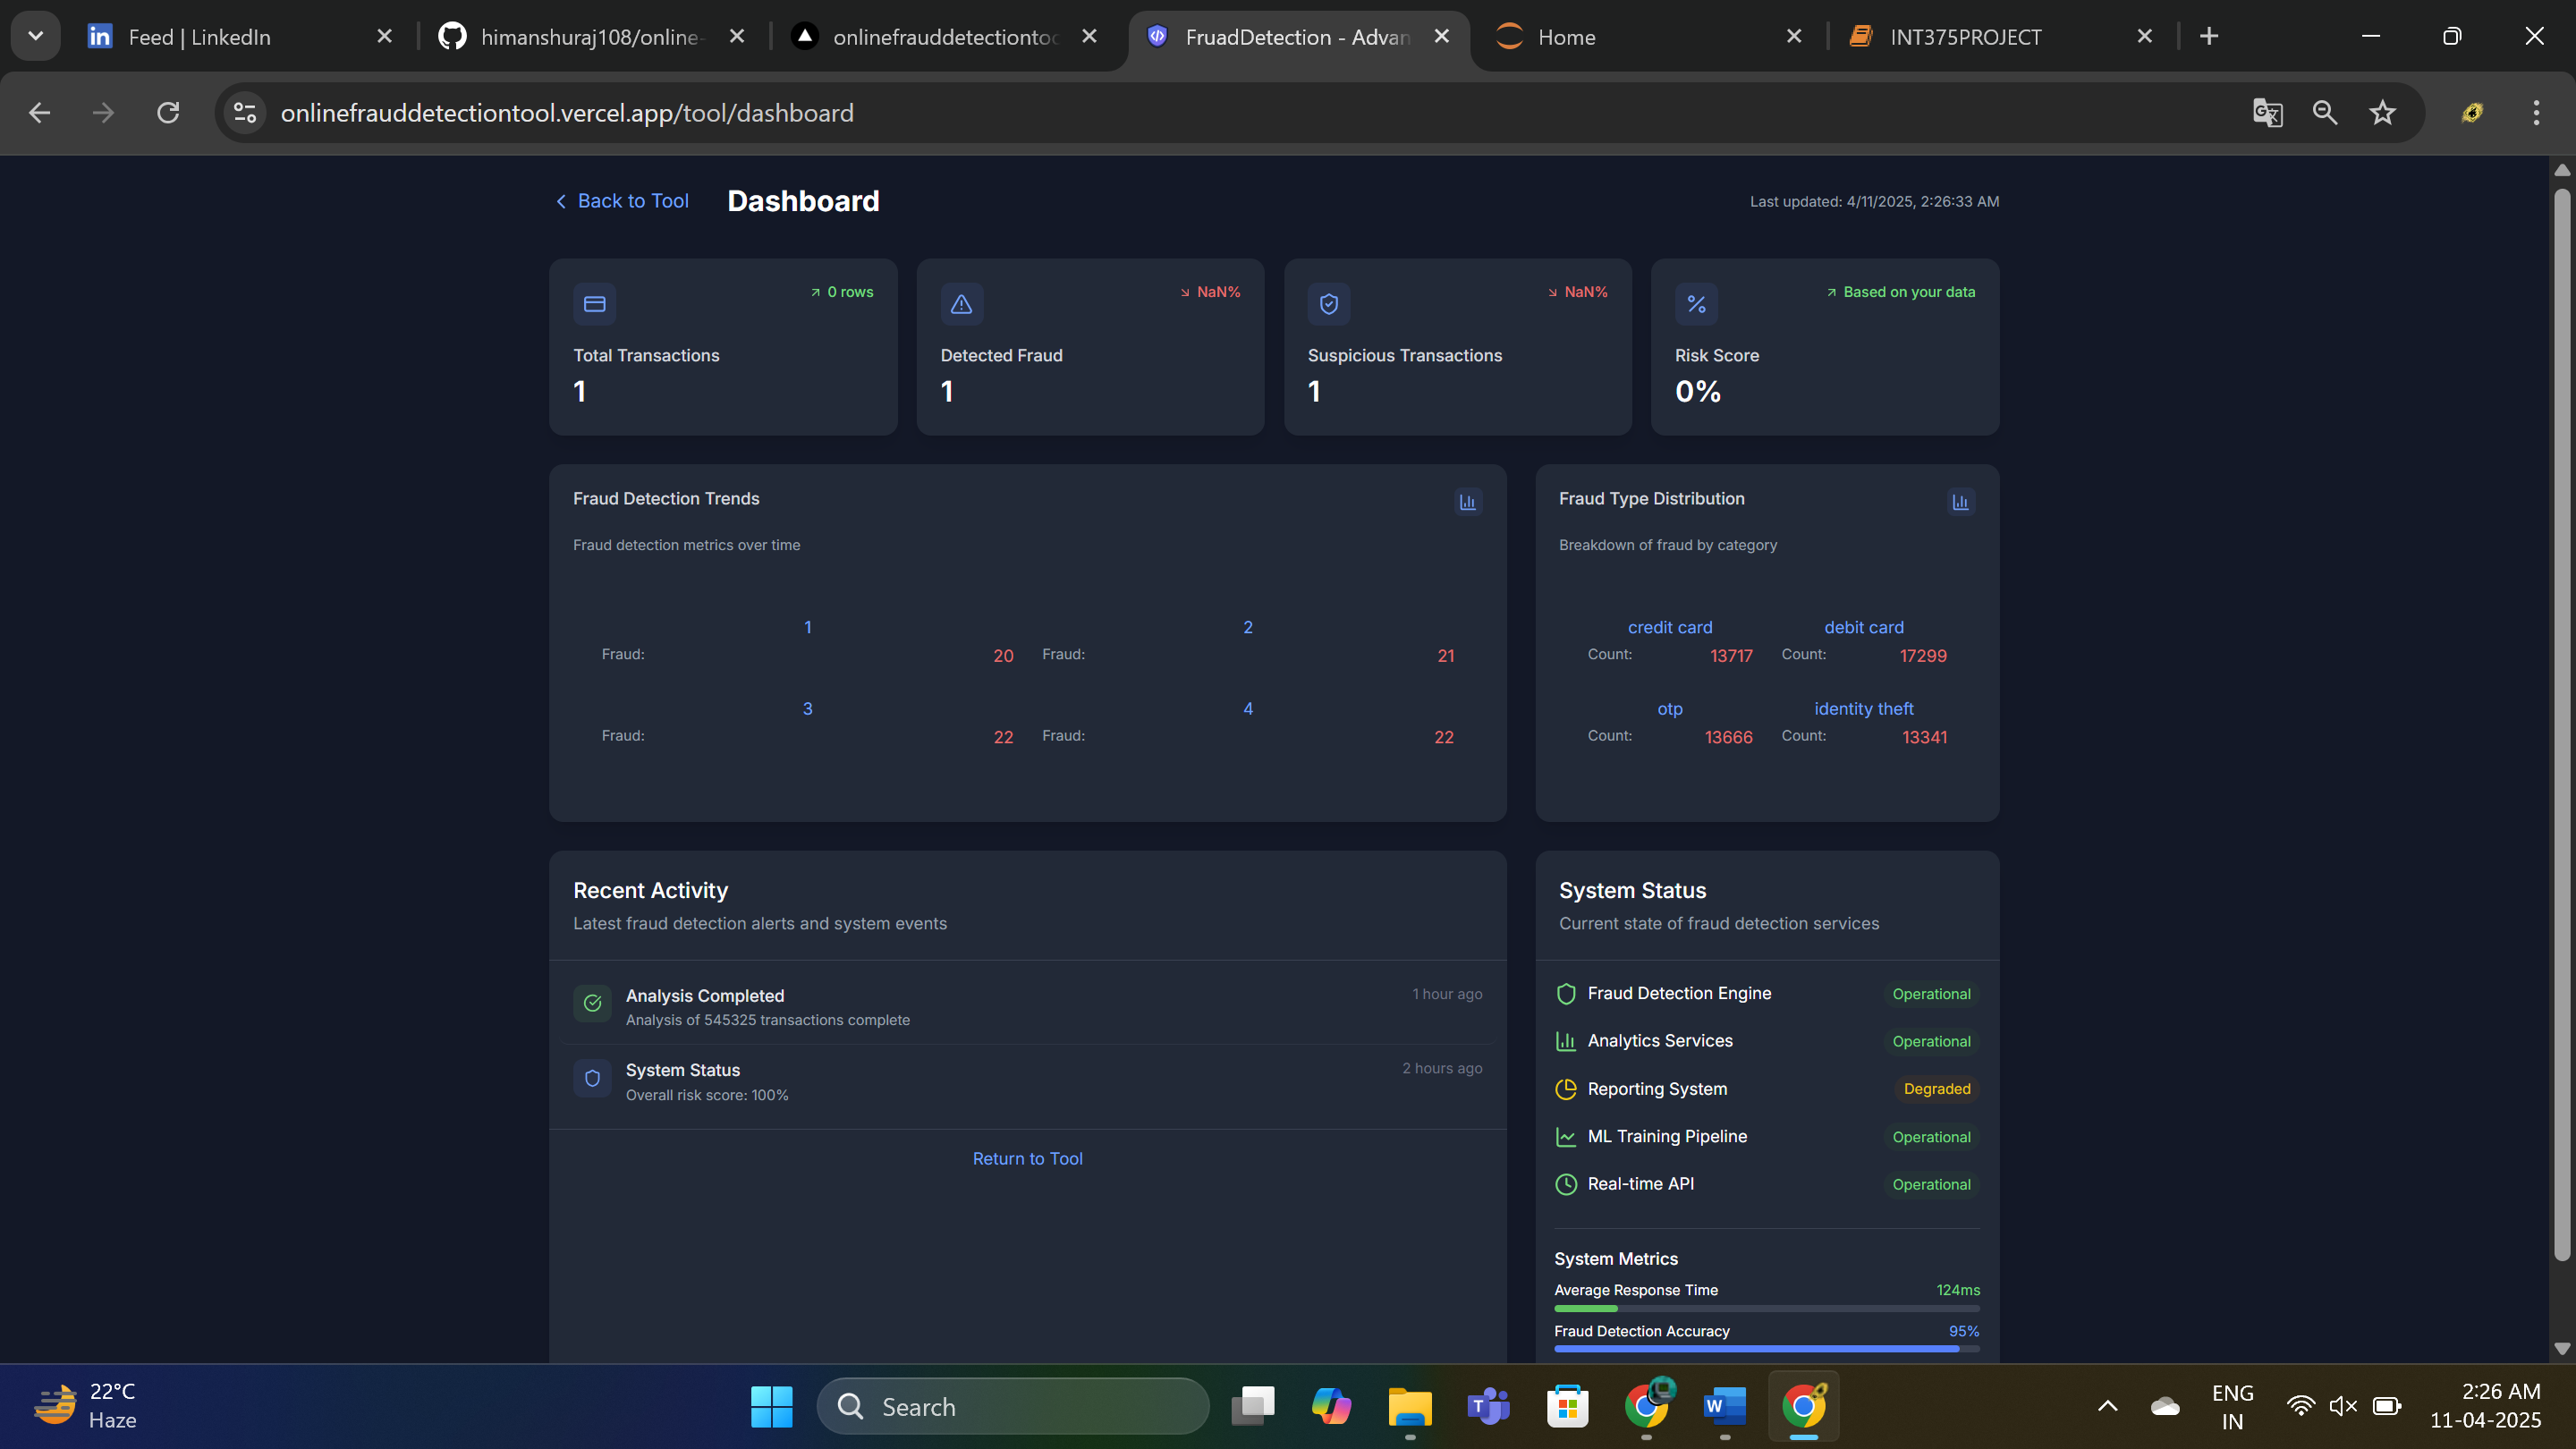 Feed | LinkedIn
himanshuraj108/online-
onlinefrauddetectiontoo
FruadDetection - Advan
Home
INT375PROJECT
onlinefrauddetectiontool.vercel.app/tool/dashboard
Back to Tool
Dashboard
Last updated: 4/11/2025, 2:26:33 AM
0 rows
Total Transactions
1
NaN%
Detected Fraud
1
NaN%
Suspicious Transactions
1
Based on your data
Risk Score
0%
Fraud Detection Trends
Fraud detection metrics over time
1
Fraud: 20
2
Fraud: 21
3
Fraud: 22
4
Fraud: 22
Fraud Type Distribution
Breakdown of fraud by category
credit card
Count: 13717
debit card
Count: 17299
otp
Count: 13666
identity theft
Count: 13341
Recent Activity
Latest fraud detection alerts and system events
Analysis Completed
1 hour ago
Analysis of 545325 transactions complete
System Status
2 hours ago
Overall risk score: 100%
Return to Tool
System Status
Current state of fraud detection services
Fraud Detection Engine Operational
Analytics Services Operational
Reporting System Degraded
ML Training Pipeline Operational
Real-time API Operational
System Metrics
Average Response Time 124ms
Fraud Detection Accuracy 95%
22°C
Haze
Search
ENG
IN
2:26 AM
11-04-2025